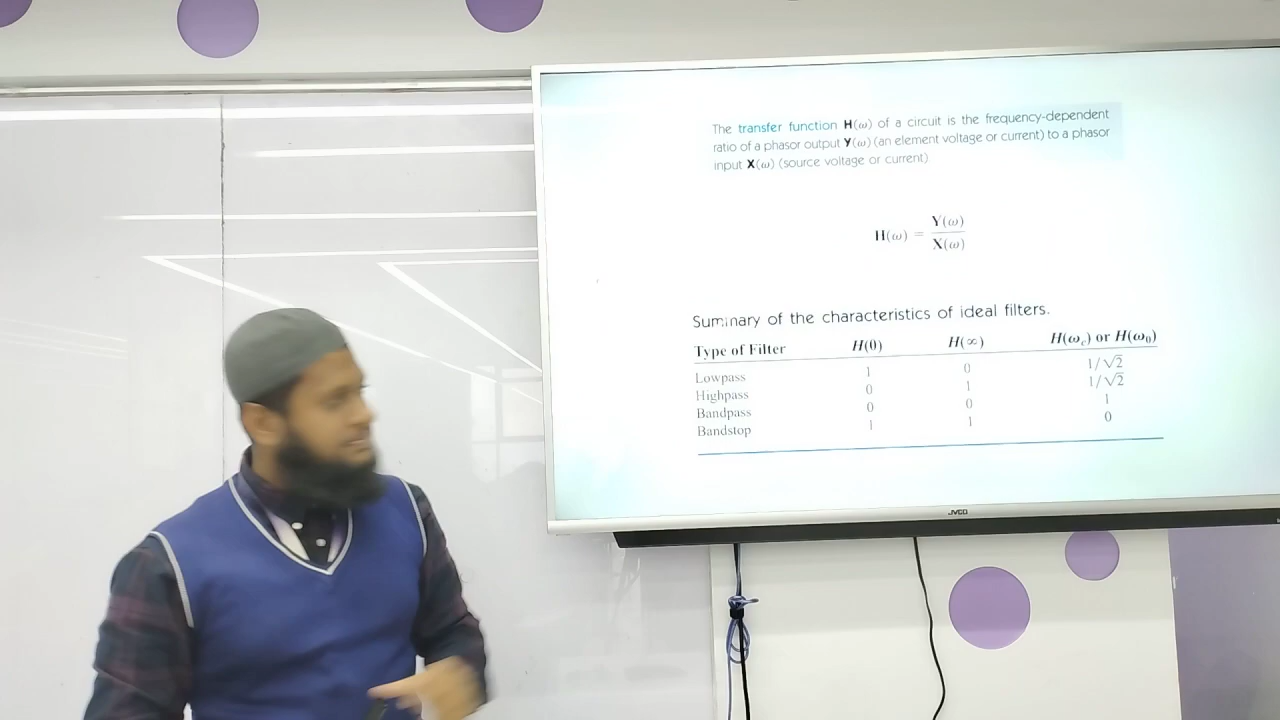 The transfer function H(ω) of a circuit is the frequency-dependent
ratio of a phasor output Y(ω) (an element voltage or current) to a phasor
input X(ω) (source voltage or current).
H(ω) = Y(ω) / X(ω)
Summary of the characteristics of ideal filters.
Type of Filter H(0) H(∞) H(ω_c) or H(ω_0)
Lowpass 1 0 1/√2
Highpass 0 1 1/√2
Bandpass 0 0 1
Bandstop 1 1 0
JVCO